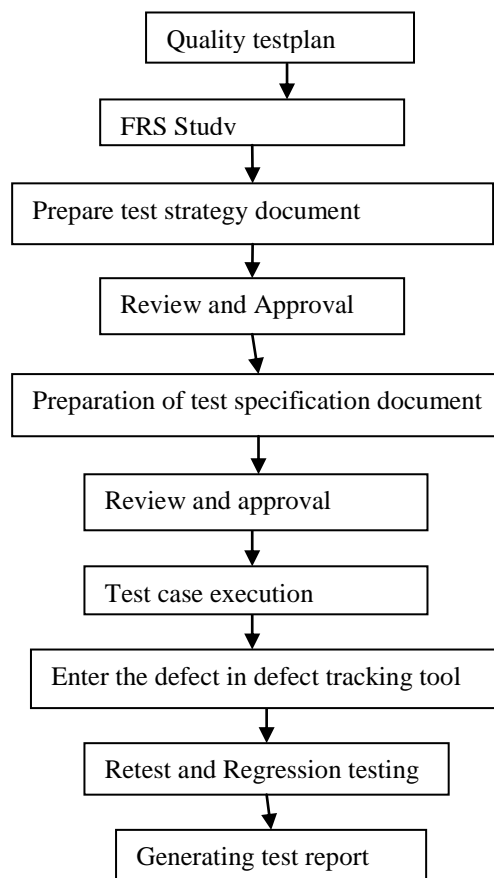 Quality testplan
FRS Study
Prepare test strategy document
Review and Approval
Preparation of test specification document
Review and approval
Test case execution
Enter the defect in defect tracking tool
Retest and Regression testing
Generating test report